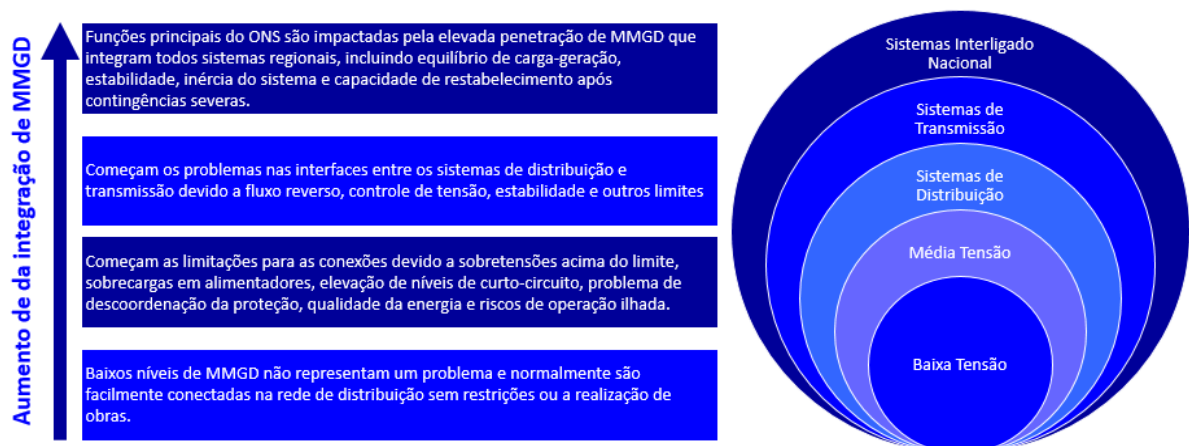 Aumento de da integração de MMGD
Funções principais do ONS são impactadas pela elevada penetração de MMGD que
integram todos sistemas regionais, incluindo equilíbrio de carga-geração,
estabilidade, inércia do sistema e capacidade de restabelecimento após
contingências severas.
Começam os problemas nas interfaces entre os sistemas de distribuição e
transmissão devido a fluxo reverso, controle de tensão, estabilidade e outros limites
Começam as limitações para as conexões devido a sobretensões acima do limite,
sobrecargas em alimentadores, elevação de níveis de curto-circuito, problema de
descoordenação da proteção, qualidade da energia e riscos de operação ilhada.
Baixos níveis de MMGD não representam um problema e normalmente são
facilmente conectadas na rede de distribuição sem restrições ou a realização de
obras.
Sistemas Interligado
Nacional
Sistemas de
Transmissão
Sistemas de
Distribuição
Média Tensão
Baixa Tensão